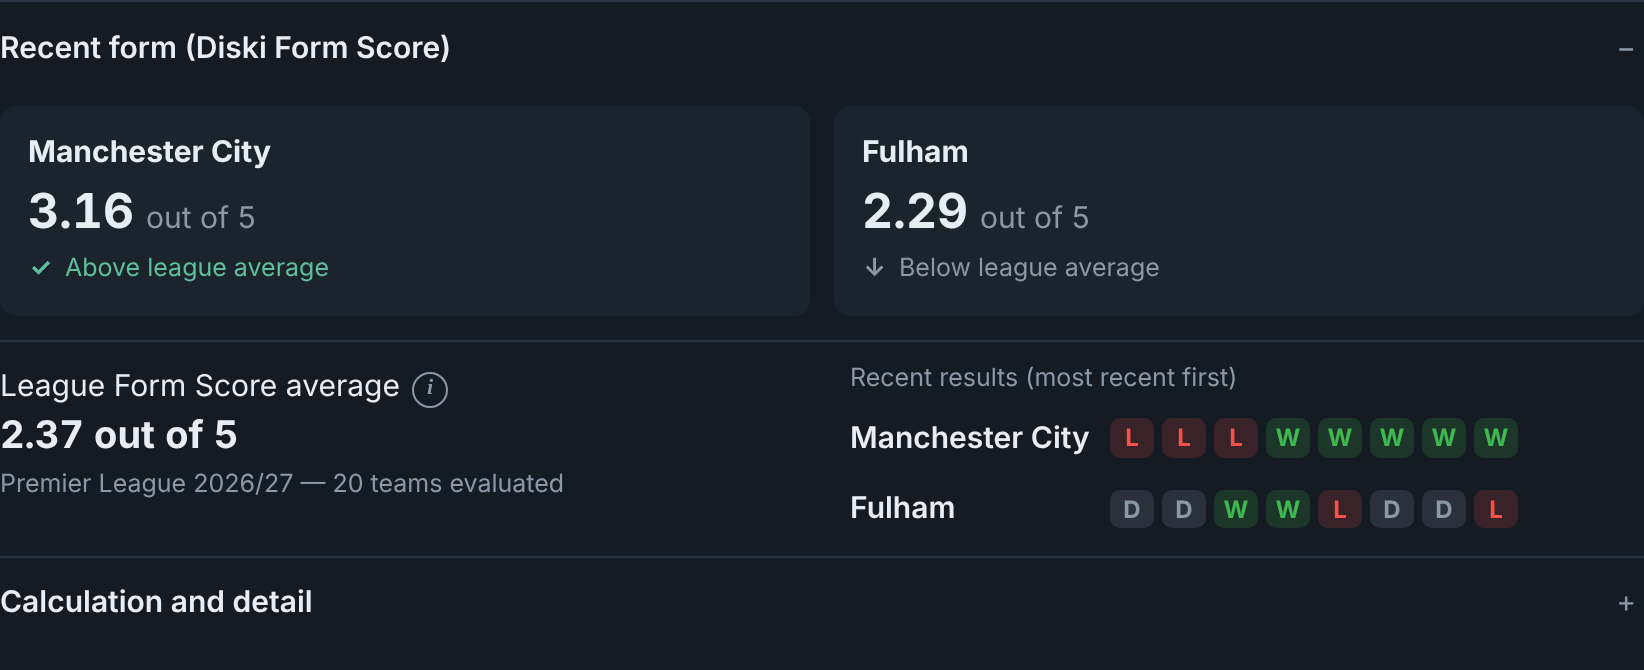 Recent form (Diski Form Score)
−
Manchester City
3.16 out of 5
✓ Above league average
Fulham
2.29 out of 5
↓ Below league average
League Form Score average i
2.37 out of 5
Premier League 2026/27 — 20 teams evaluated
Recent results (most recent first)
Manchester City L L L W W W W W
Fulham D D W W L D D L
Calculation and detail
+